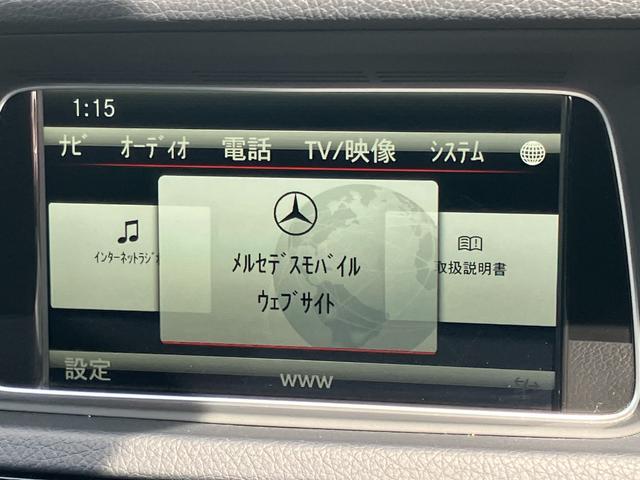 1:15
ﾅﾋﾞ ｵｰﾃﾞｨｵ 電話 TV/映像 ｼｽﾃﾑ
ｲﾝﾀｰﾈｯﾄﾗｼﾞｵ
ﾒﾙｾﾃﾞｽﾓﾊﾞｲﾙ
ｳｪﾌﾞｻｲﾄ
取扱説明書
設定
WWW